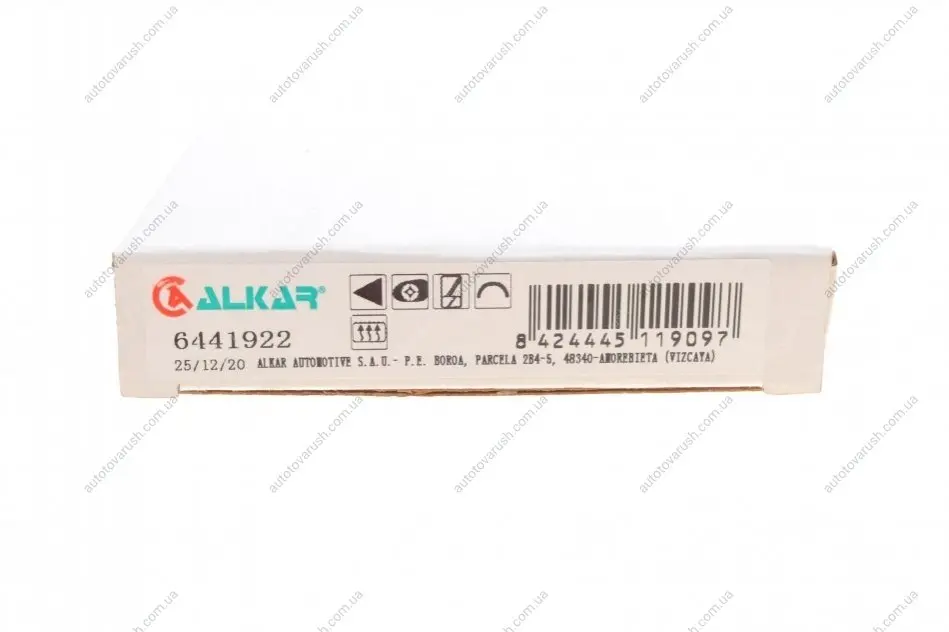 ALKAR®
6441922
8 424445 119097
25/12/20 ALKAR AUTOMOTIVE S.A.U.- P.E. BOROA, PARCELA 2B4-5, 48340-AMOREBIETA (VIZCAYA)
autotovarush.com.ua